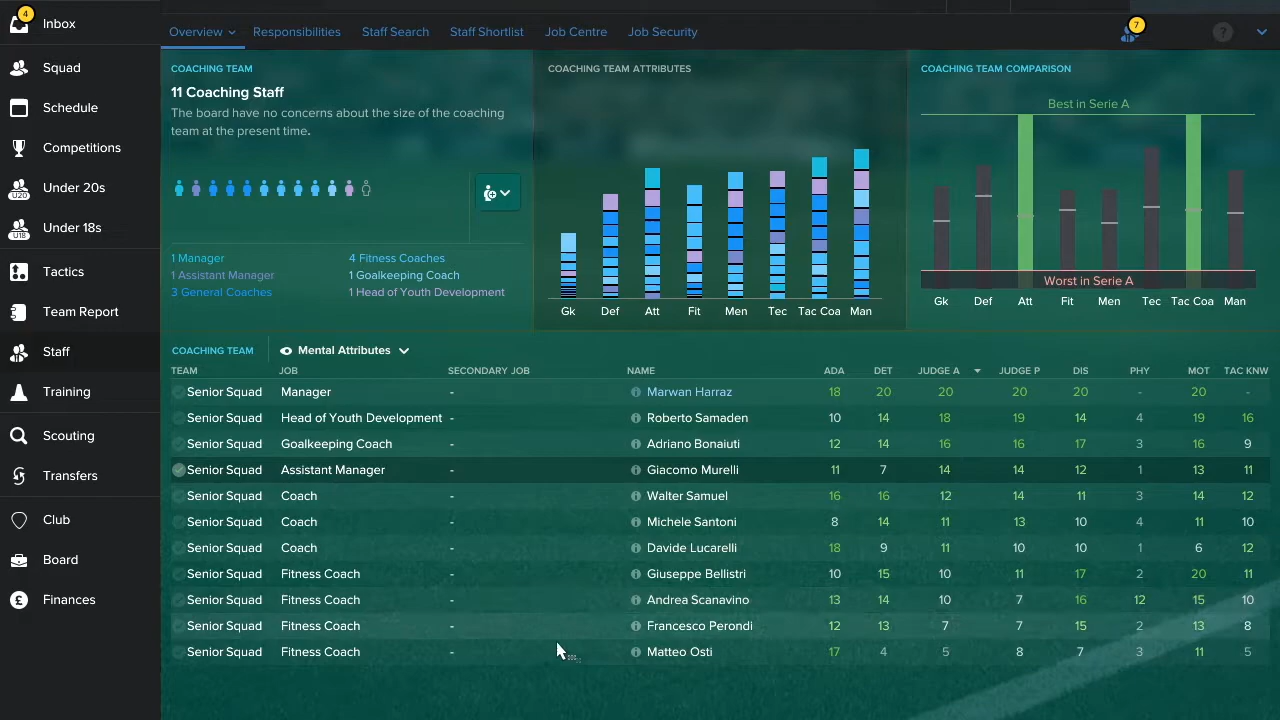 4
Inbox
Squad
Schedule
Competitions
U20
Under 20s
U18
Under 18s
Tactics
Team Report
Staff
Training
Scouting
Transfers
Club
Board
£
Finances
Overview Responsibilities Staff Search Staff Shortlist Job Centre Job Security
7
?
COACHING TEAM
11 Coaching Staff
The board have no concerns about the size of the coaching
team at the present time.
1 Manager 4 Fitness Coaches
1 Assistant Manager 1 Goalkeeping Coach
3 General Coaches 1 Head of Youth Development
COACHING TEAM ATTRIBUTES
Gk Def Att Fit Men Tec Tac Coa Man
COACHING TEAM COMPARISON
Best in Serie A
Worst in Serie A
Gk Def Att Fit Men Tec Tac Coa Man
COACHING TEAM Mental Attributes
TEAM JOB SECONDARY JOB NAME ADA DET JUDGE A JUDGE P DIS PHY MOT TAC KNW
Senior Squad Manager - Marwan Harraz 18 20 20 20 20 - 20 -
Senior Squad Head of Youth Development - Roberto Samaden 10 14 18 19 14 4 19 16
Senior Squad Goalkeeping Coach - Adriano Bonaiuti 12 14 16 16 17 3 16 9
Senior Squad Assistant Manager - Giacomo Murelli 11 7 14 14 12 1 13 11
Senior Squad Coach - Walter Samuel 16 16 12 14 11 3 14 12
Senior Squad Coach - Michele Santoni 8 14 11 13 10 4 11 10
Senior Squad Coach - Davide Lucarelli 18 9 11 10 10 1 6 12
Senior Squad Fitness Coach - Giuseppe Bellistri 10 15 10 11 17 2 20 11
Senior Squad Fitness Coach - Andrea Scanavino 13 14 10 7 16 12 15 10
Senior Squad Fitness Coach - Francesco Perondi 12 13 7 7 15 2 13 8
Senior Squad Fitness Coach - Matteo Osti 17 4 5 8 7 3 11 5